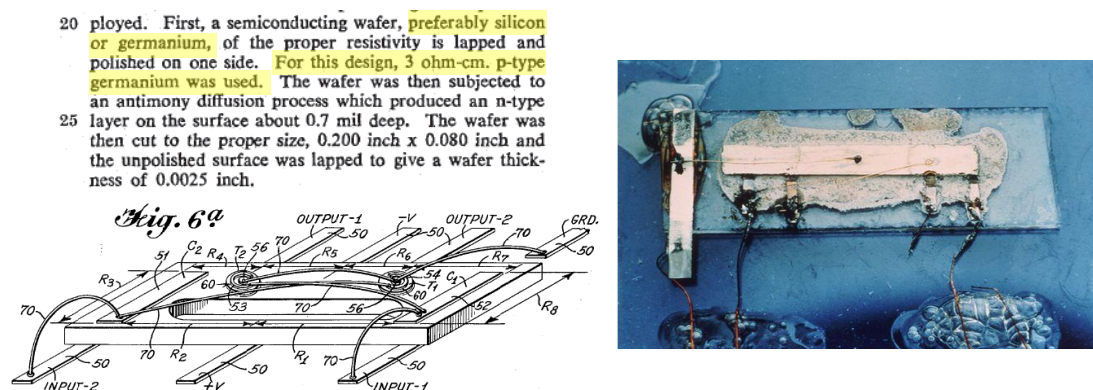 20 ployed. First, a semiconducting wafer, preferably silicon
or germanium, of the proper resistivity is lapped and
polished on one side. For this design, 3 ohm-cm. p-type
germanium was used. The wafer was then subjected to
an antimony diffusion process which produced an n-type
25 layer on the surface about 0.7 mil deep. The wafer was
then cut to the proper size, 0.200 inch x 0.080 inch and
the unpolished surface was lapped to give a wafer thick-
ness of 0.0025 inch.
Fig. 6a
OUTPUT-1 -V OUTPUT-2 GRD.
50 50 50 70 50
51 C2 R4 T2 56 70 R5 R6 54 C1 R7
R3 60 T1
53 70 56 60 52 R8
70
70 R2 R1 70
50 50 50
INPUT-2 +V INPUT-1